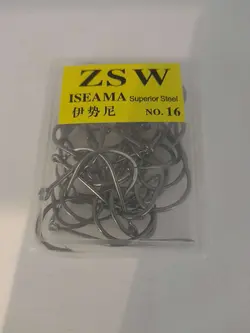 ZSW
ISEAMA Superior Steel
伊势尼 NO. 16